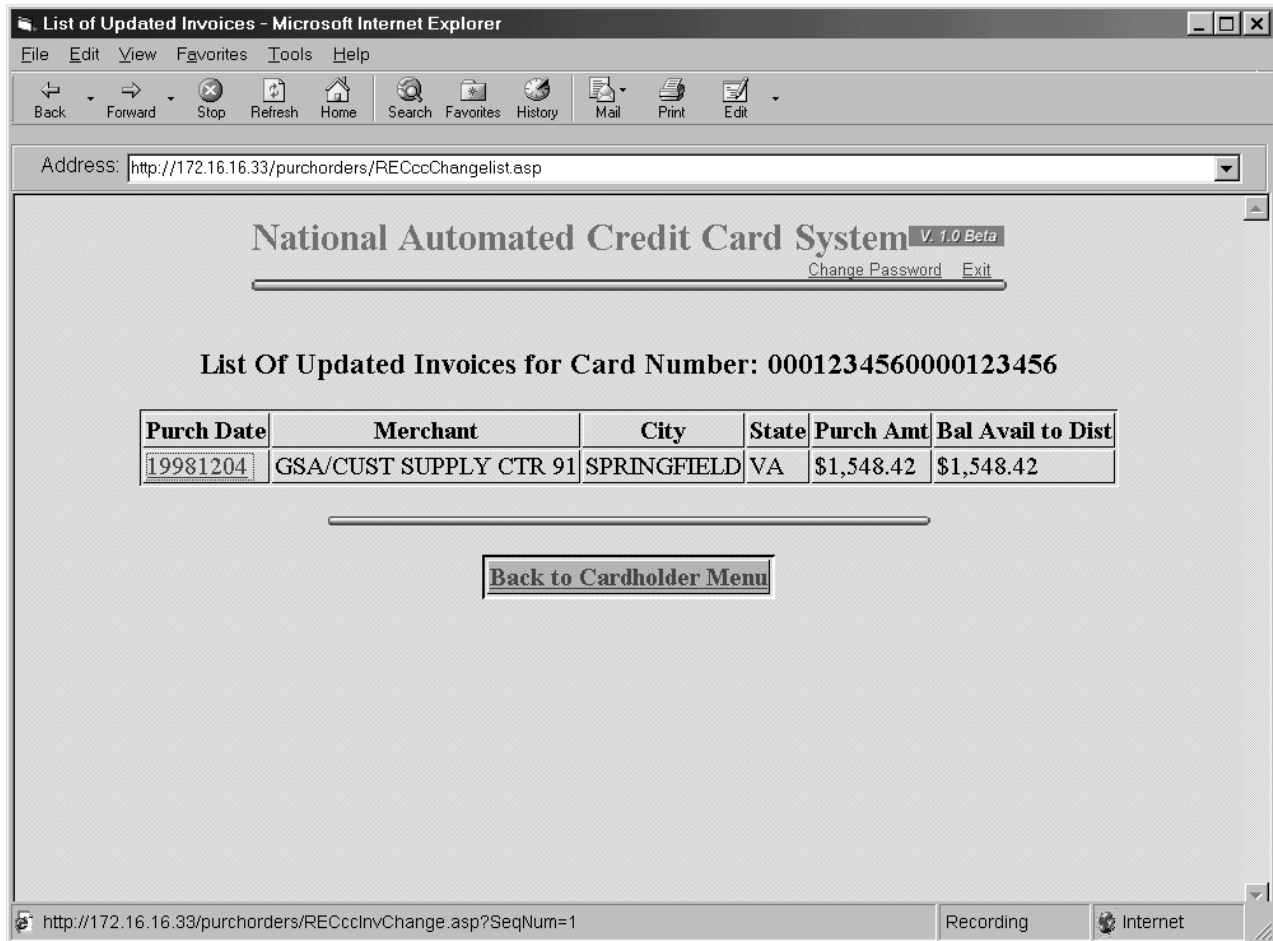 List of Updated Invoices - Microsoft Internet Explorer
File Edit View Favorites Tools Help
Back Forward Stop Refresh Home Search Favorites History Mail Print Edit
Address: http://172.16.16.33/purchorders/RECccChangelist.asp
National Automated Credit Card System V. 1.0 Beta
Change Password Exit
List Of Updated Invoices for Card Number: 0001234560000123456
Purch Date Merchant City State Purch Amt Bal Avail to Dist
19981204 GSA/CUST SUPPLY CTR 91 SPRINGFIELD VA $1,548.42 $1,548.42
Back to Cardholder Menu
http://172.16.16.33/purchorders/RECccInvChange.asp?SeqNum=1 Recording Internet